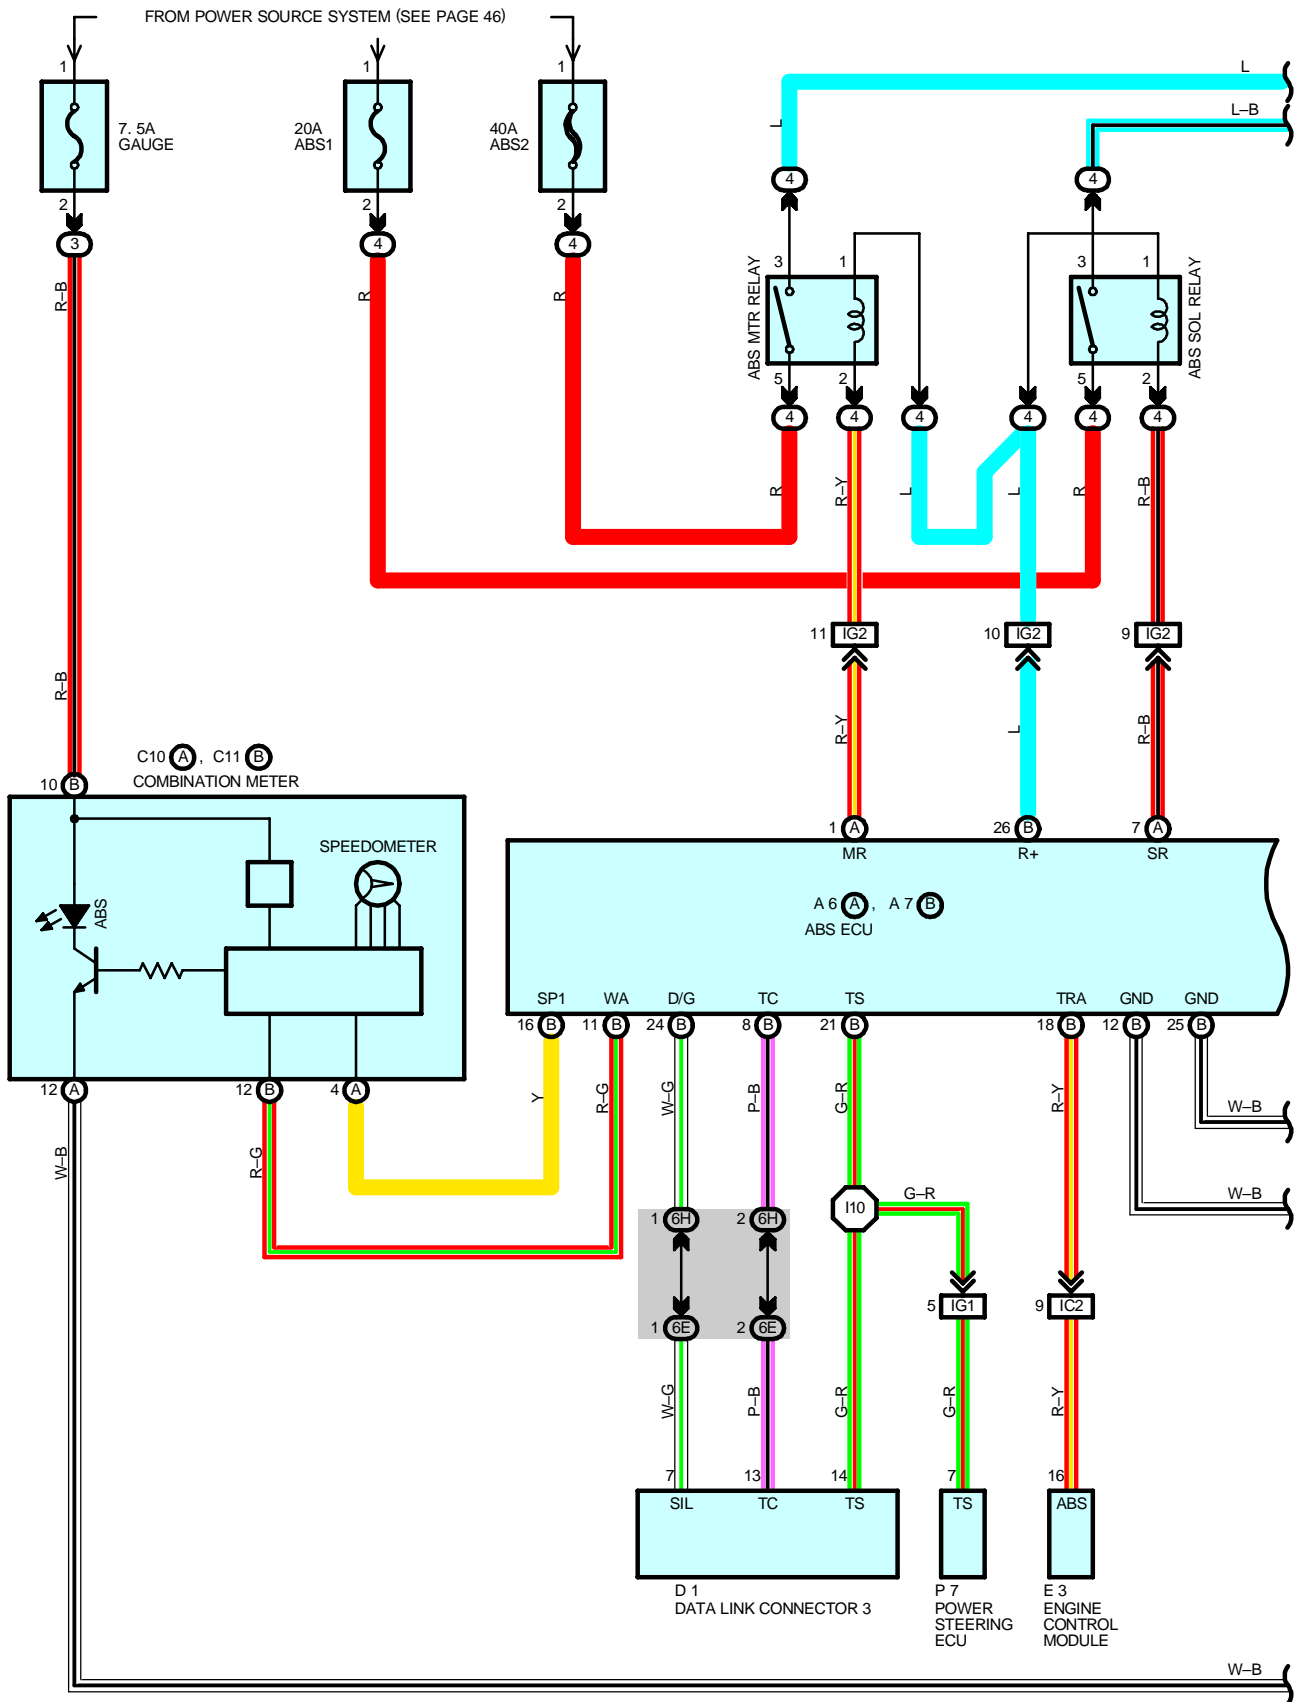 FROM POWER SOURCE SYSTEM (SEE PAGE 46)
1
1
1
7. 5A
GAUGE
20A
ABS1
40A
ABS2
2
2
2
3
4
4
L
L–B
L
4
4
3
1
3
1
ABS MTR RELAY
ABS SOL RELAY
5
2
5
2
4
4
4
4
4
4
R–B
R
R
R
R–Y
L
L
R
R–B
11 IG2
10 IG2
9 IG2
R–B
R–Y
L
R–B
C10 A , C11 B
COMBINATION METER
10 B
SPEEDOMETER
ABS
1 A
26 B
7 A
MR
R+
SR
A 6 A , A 7 B
ABS ECU
SP1
WA
D/G
TC
TS
TRA
GND
GND
16 B
11 B
24 B
8 B
21 B
18 B
12 B
25 B
12 A
12 B
4 A
W–B
R–G
Y
R–G
W–G
P–B
G–R
R–Y
W–B
W–B
I10
G–R
1 6H
2 6H
1 6E
2 6E
5 IG1
9 IC2
W–G
P–B
G–R
G–R
R–Y
7
13
14
7
16
SIL
TC
TS
TS
ABS
D 1
DATA LINK CONNECTOR 3
P 7
POWER
STEERING
ECU
E 3
ENGINE
CONTROL
MODULE
W–B